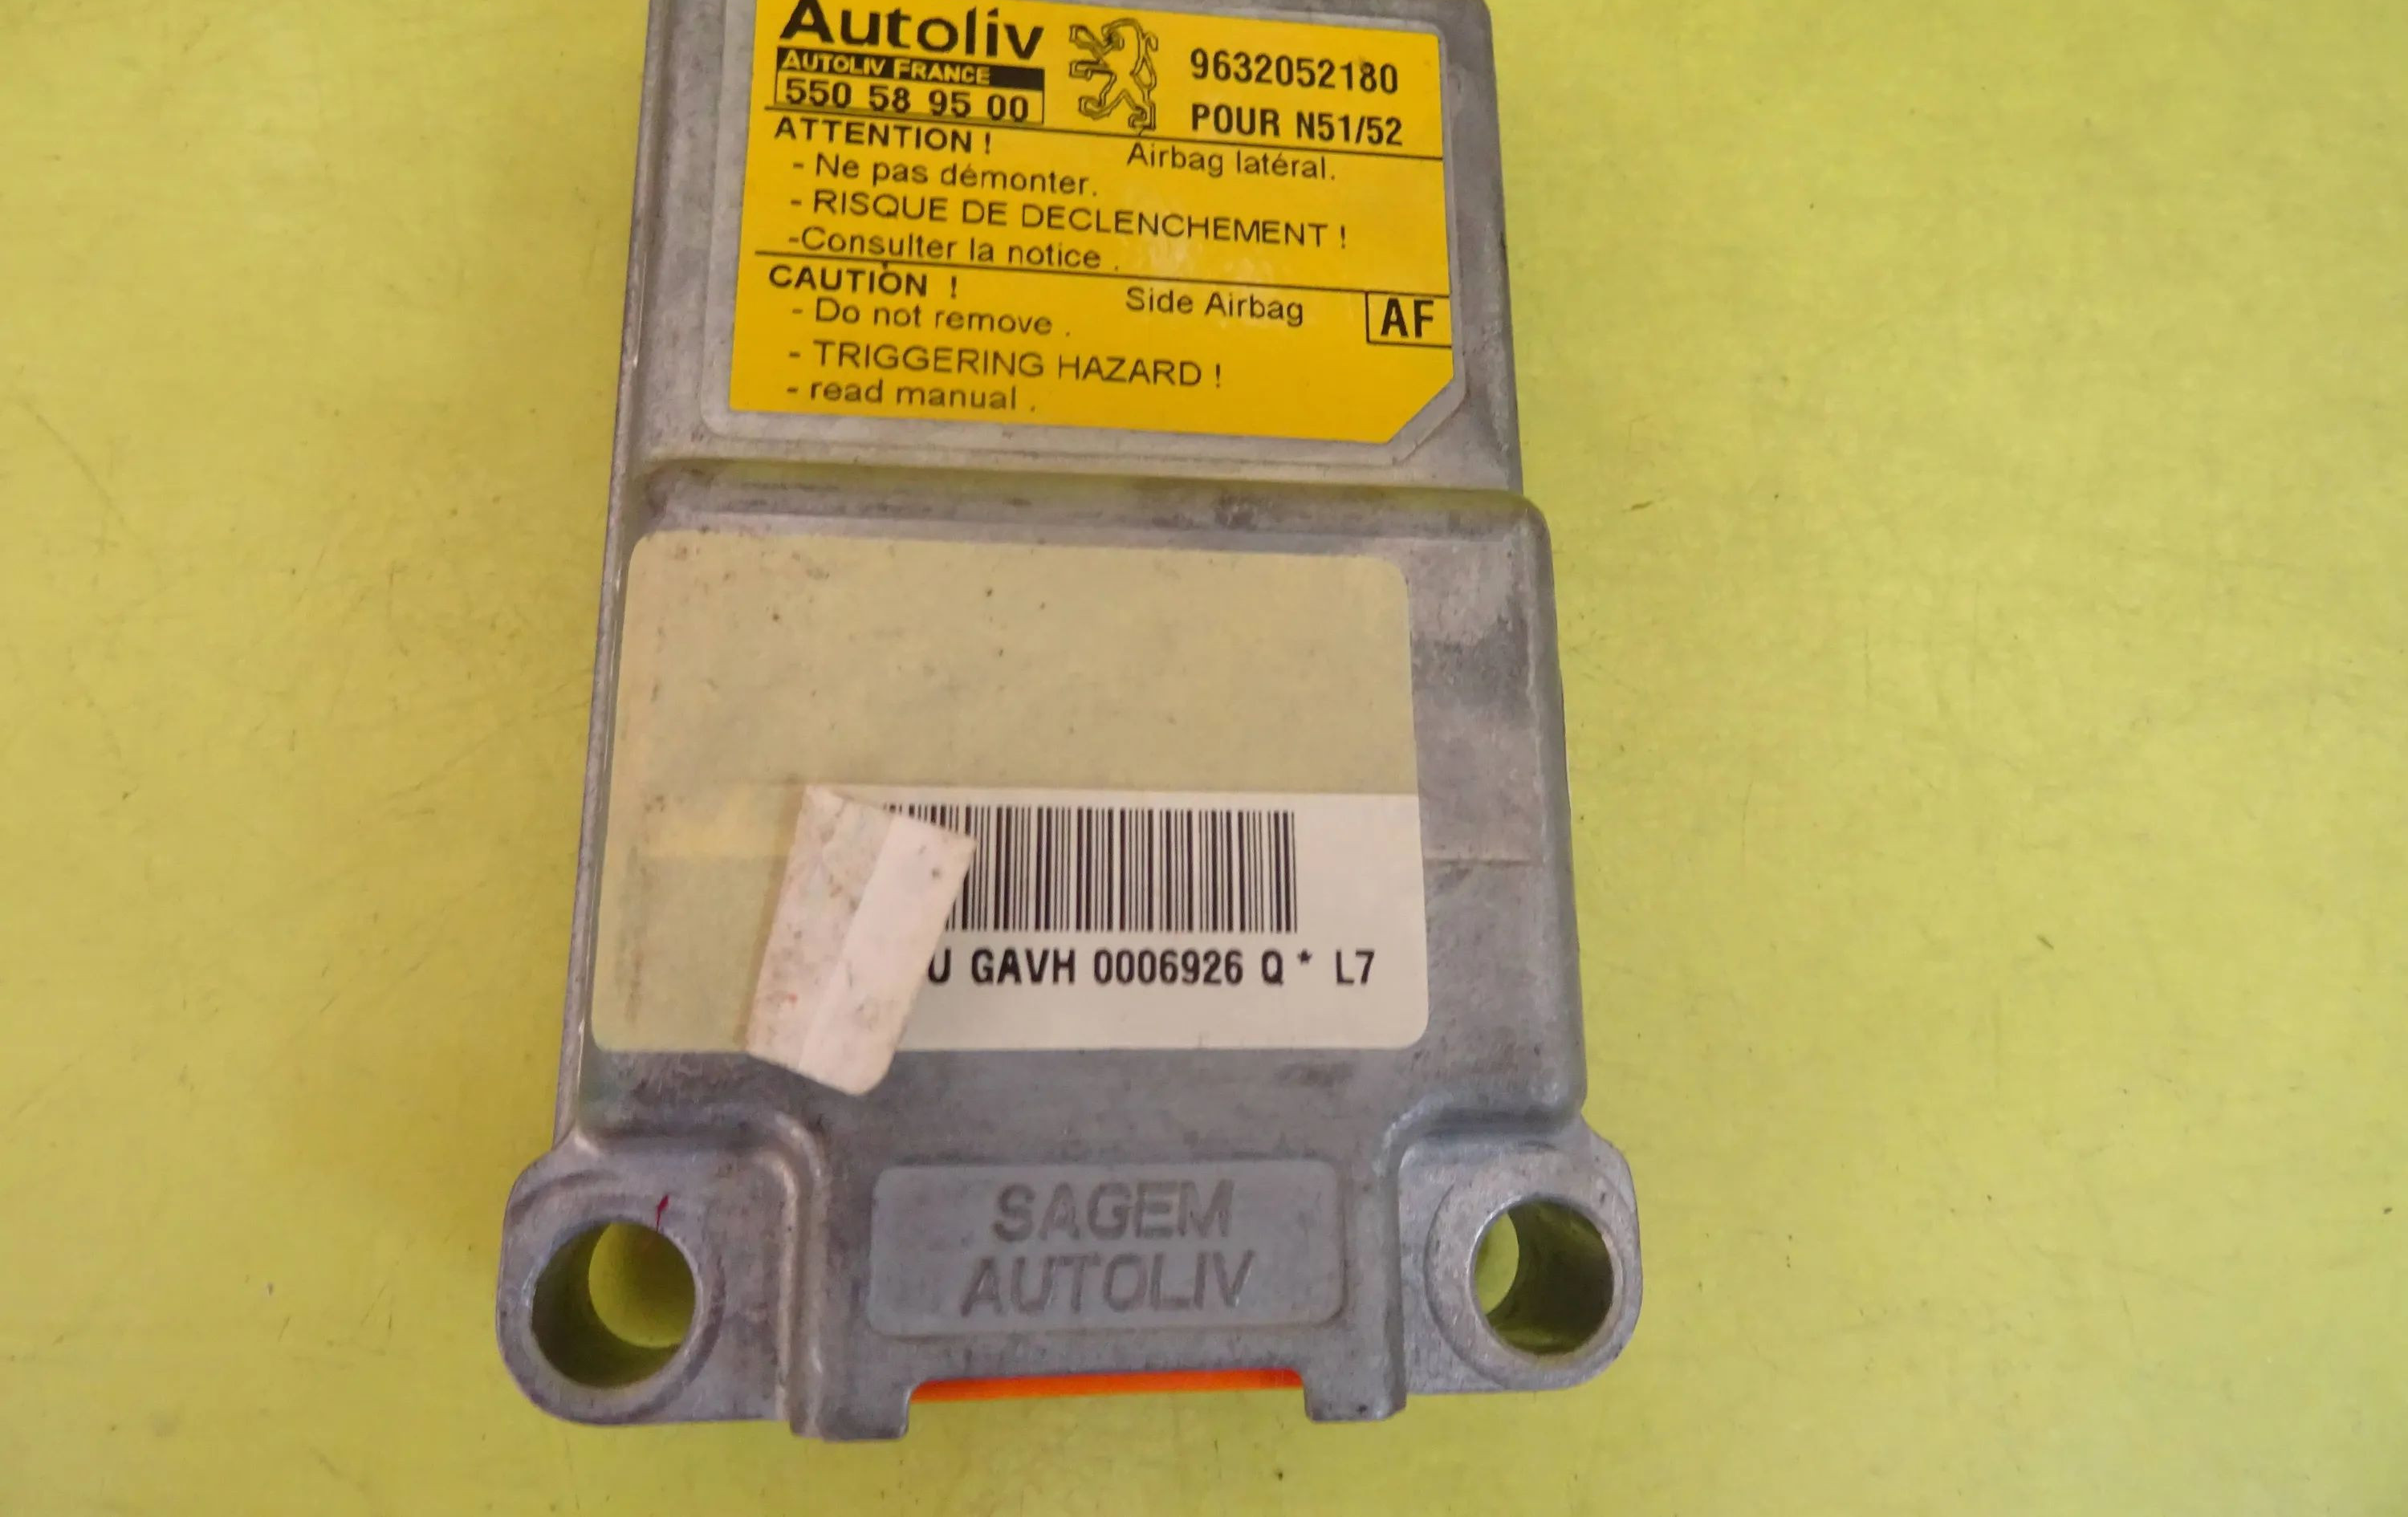 Autoliv
AUTOLIV FRANCE
550 58 95 00
9632052180
POUR N51/52
ATTENTION !
Airbag latéral.
- Ne pas démonter.
- RISQUE DE DECLENCHEMENT !
-Consulter la notice .
CAUTION !
Side Airbag
AF
- Do not remove .
- TRIGGERING HAZARD !
- read manual .
U GAVH 0006926 Q * L7
SAGEM
AUTOLIV